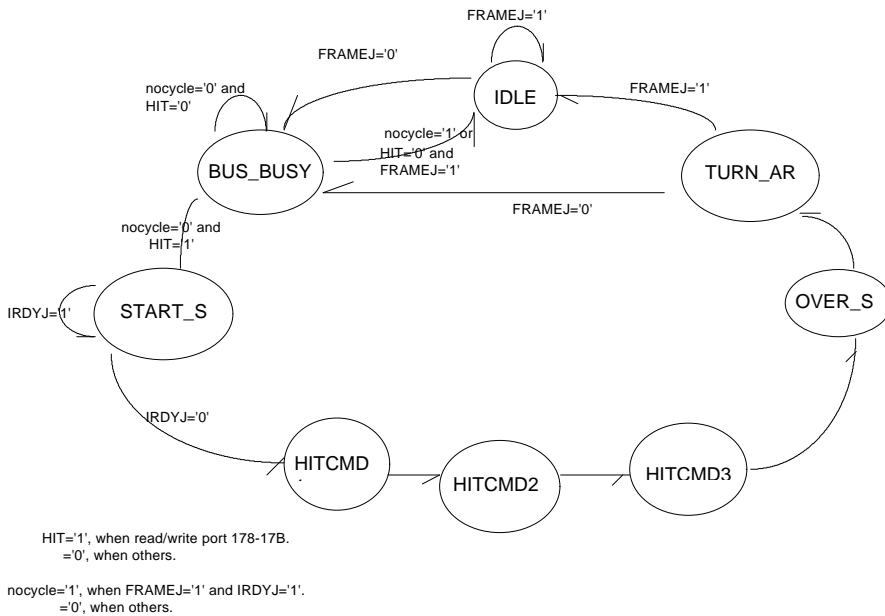 FRAMEJ='1'
FRAMEJ='0'
IDLE
FRAMEJ='1'
nocycle='0' and
HIT='0'
nocycle='1' or
HIT='0' and
FRAMEJ='1'
BUS_BUSY
TURN_AR
FRAMEJ='0'
nocycle='0' and
HIT='1'
IRDYJ='1'
START_S
OVER_S
IRDYJ='0'
HITCMD
HITCMD2
HITCMD3
HIT='1', when read/write port 178-17B.
='0', when others.
nocycle='1', when FRAMEJ='1' and IRDYJ='1'.
='0', when others.